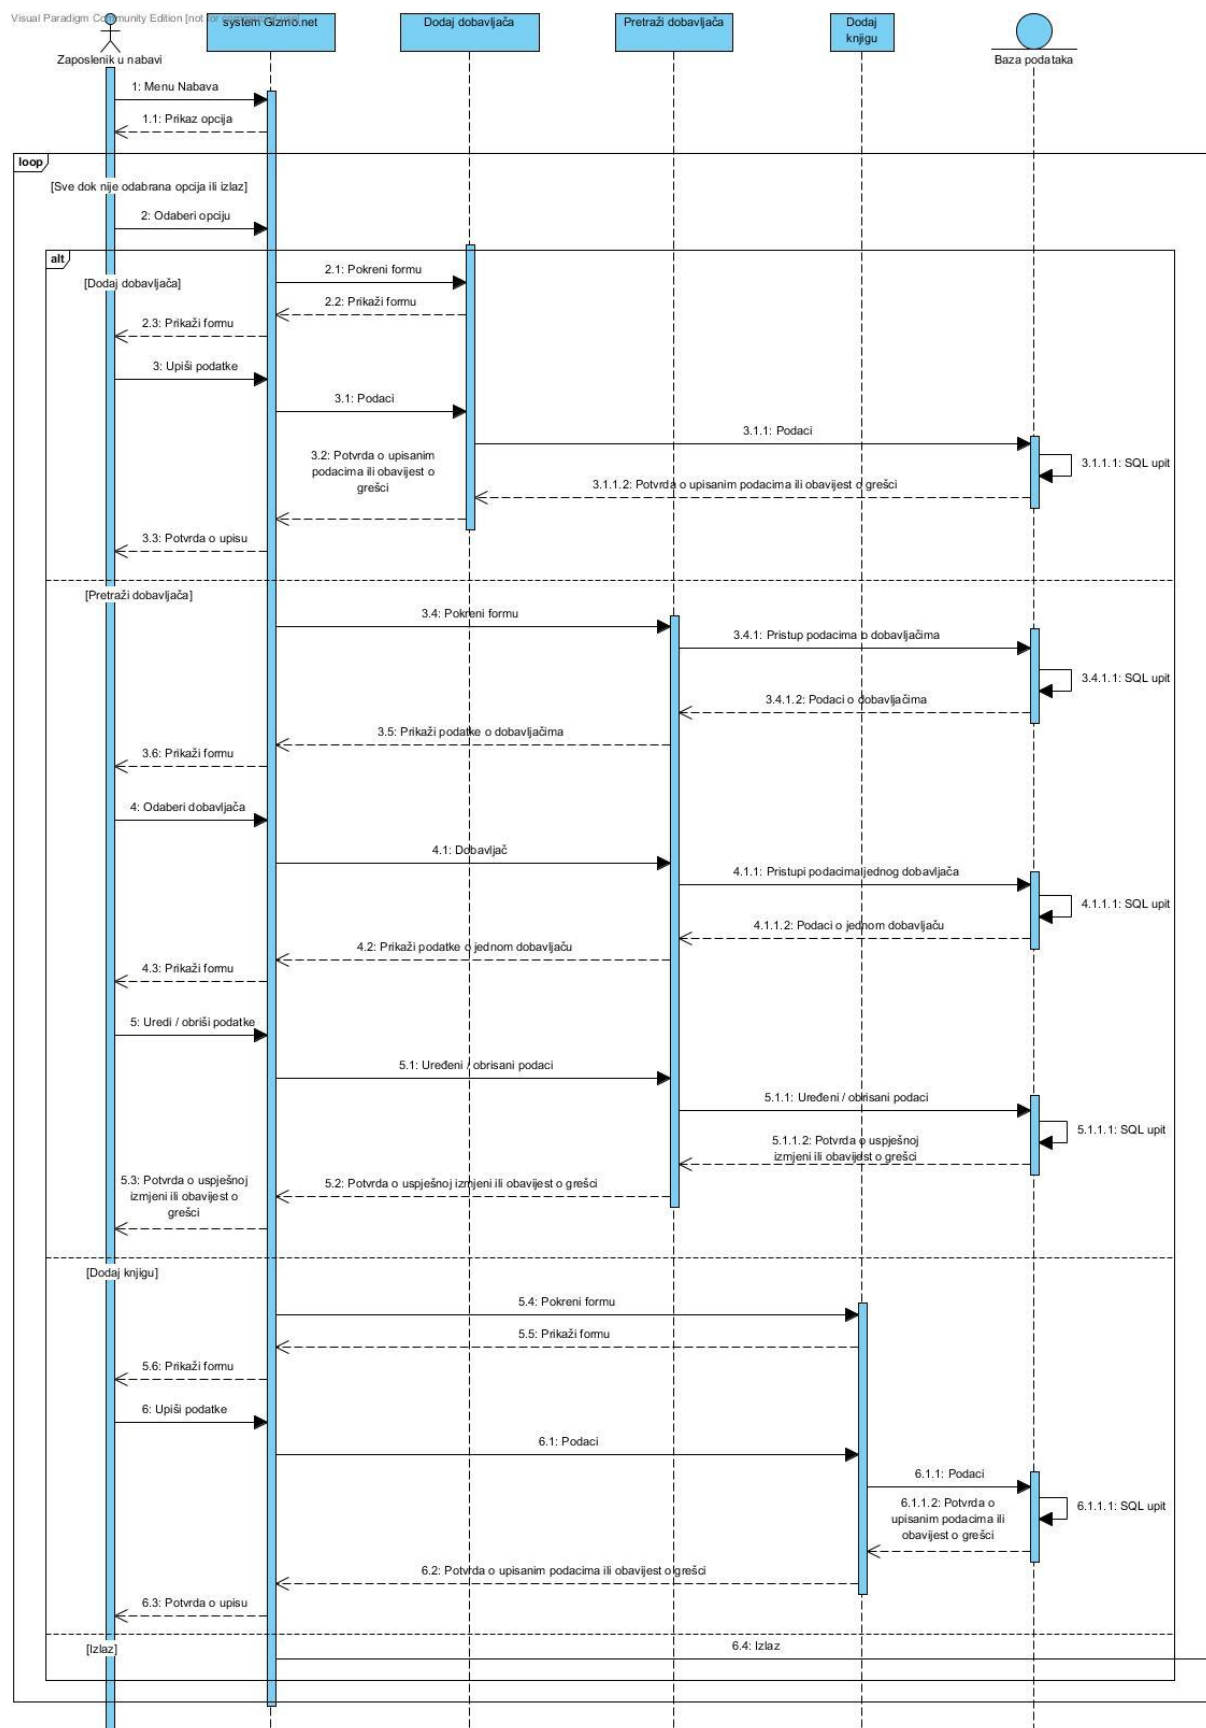 Visual Paradigm Community Edition [not for commercial use]
Zaposlenik u nabavi
system Gizmo.net
Dodaj dobavljača
Pretraži dobavljača
Dodaj
knjigu
Baza podataka
1: Menu Nabava
1.1: Prikaz opcija
loop
[Sve dok nije odabrana opcija ili izlaz]
2: Odaberi opciju
alt
[Dodaj dobavljača]
2.1: Pokreni formu
2.2: Prikaži formu
2.3: Prikaži formu
3: Upiši podatke
3.1: Podaci
3.1.1: Podaci
3.1.1.1: SQL upit
3.2: Potvrda o upisanim
podacima ili obavijest o
grešci
3.1.1.2: Potvrda o upisanim podacima ili obavijest o grešci
3.3: Potvrda o upisu
[Pretraži dobavljača]
3.4: Pokreni formu
3.4.1: Pristup podacima o dobavljačima
3.4.1.1: SQL upit
3.4.1.2: Podaci o dobavljačima
3.5: Prikaži podatke o dobavljačima
3.6: Prikaži formu
4: Odaberi dobavljača
4.1: Dobavljač
4.1.1: Pristupi podacima jednog dobavljača
4.1.1.1: SQL upit
4.1.1.2: Podaci o jednom dobavljaču
4.2: Prikaži podatke o jednom dobavljaču
4.3: Prikaži formu
5: Uredi / obriši podatke
5.1: Uređeni / obrisani podaci
5.1.1: Uređeni / obrisani podaci
5.1.1.1: SQL upit
5.1.1.2: Potvrda o uspješnoj
izmjeni ili obavijest o grešci
5.2: Potvrda o uspješnoj izmjeni ili obavijest o grešci
5.3: Potvrda o uspješnoj
izmjeni ili obavijest o
grešci
[Dodaj knjigu]
5.4: Pokreni formu
5.5: Prikaži formu
5.6: Prikaži formu
6: Upiši podatke
6.1: Podaci
6.1.1: Podaci
6.1.1.1: SQL upit
6.1.1.2: Potvrda o
upisanim podacima ili
obavijest o grešci
6.2: Potvrda o upisanim podacima ili obavijest o grešci
6.3: Potvrda o upisu
[Izlaz]
6.4: Izlaz